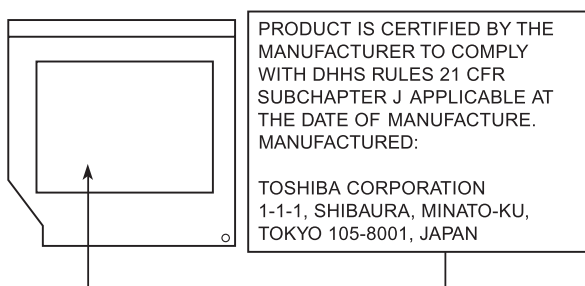 PRODUCT IS CERTIFIED BY THE
MANUFACTURER TO COMPLY
WITH DHHS RULES 21 CFR
SUBCHAPTER J APPLICABLE AT
THE DATE OF MANUFACTURE.
MANUFACTURED:
TOSHIBA CORPORATION
1-1-1, SHIBAURA, MINATO-KU,
TOKYO 105-8001, JAPAN